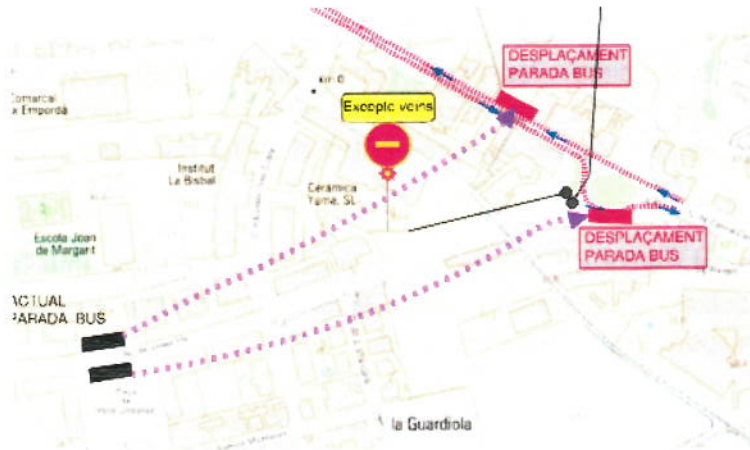 DESPLAÇAMENT
PARADA BUS
Excepte veins
Comarcal
Empordà
Institut
La Bisbal
Ceràmica
Yuma, SL
Escola Joan
de Margarit
ACTUAL
PARADA BUS
DESPLAÇAMENT
PARADA BUS
la Guardiola